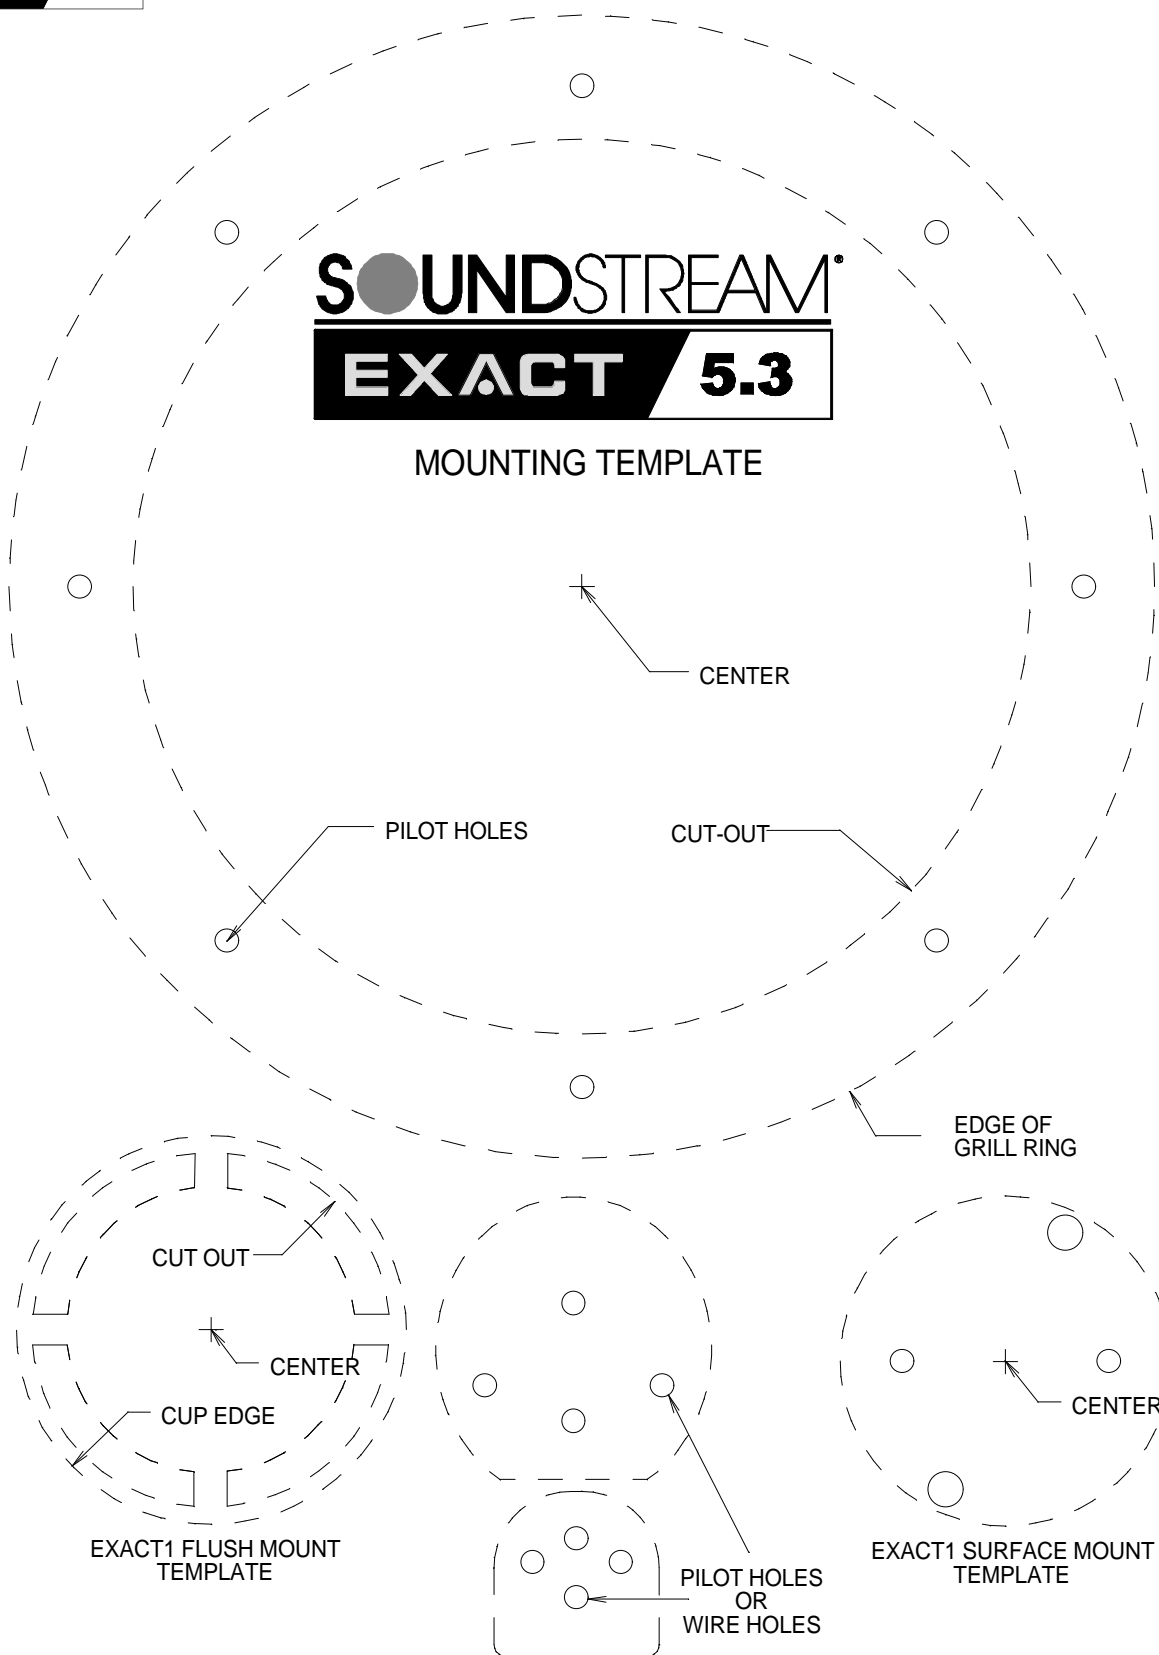 SOUNDSTREAM®
EXACT 5.3
MOUNTING TEMPLATE
CENTER
PILOT HOLES
CUT-OUT
EDGE OF
GRILL RING
CUT OUT
CENTER
CUP EDGE
CENTER
EXACT1 FLUSH MOUNT
TEMPLATE
PILOT HOLES
OR
WIRE HOLES
EXACT1 SURFACE MOUNT
TEMPLATE